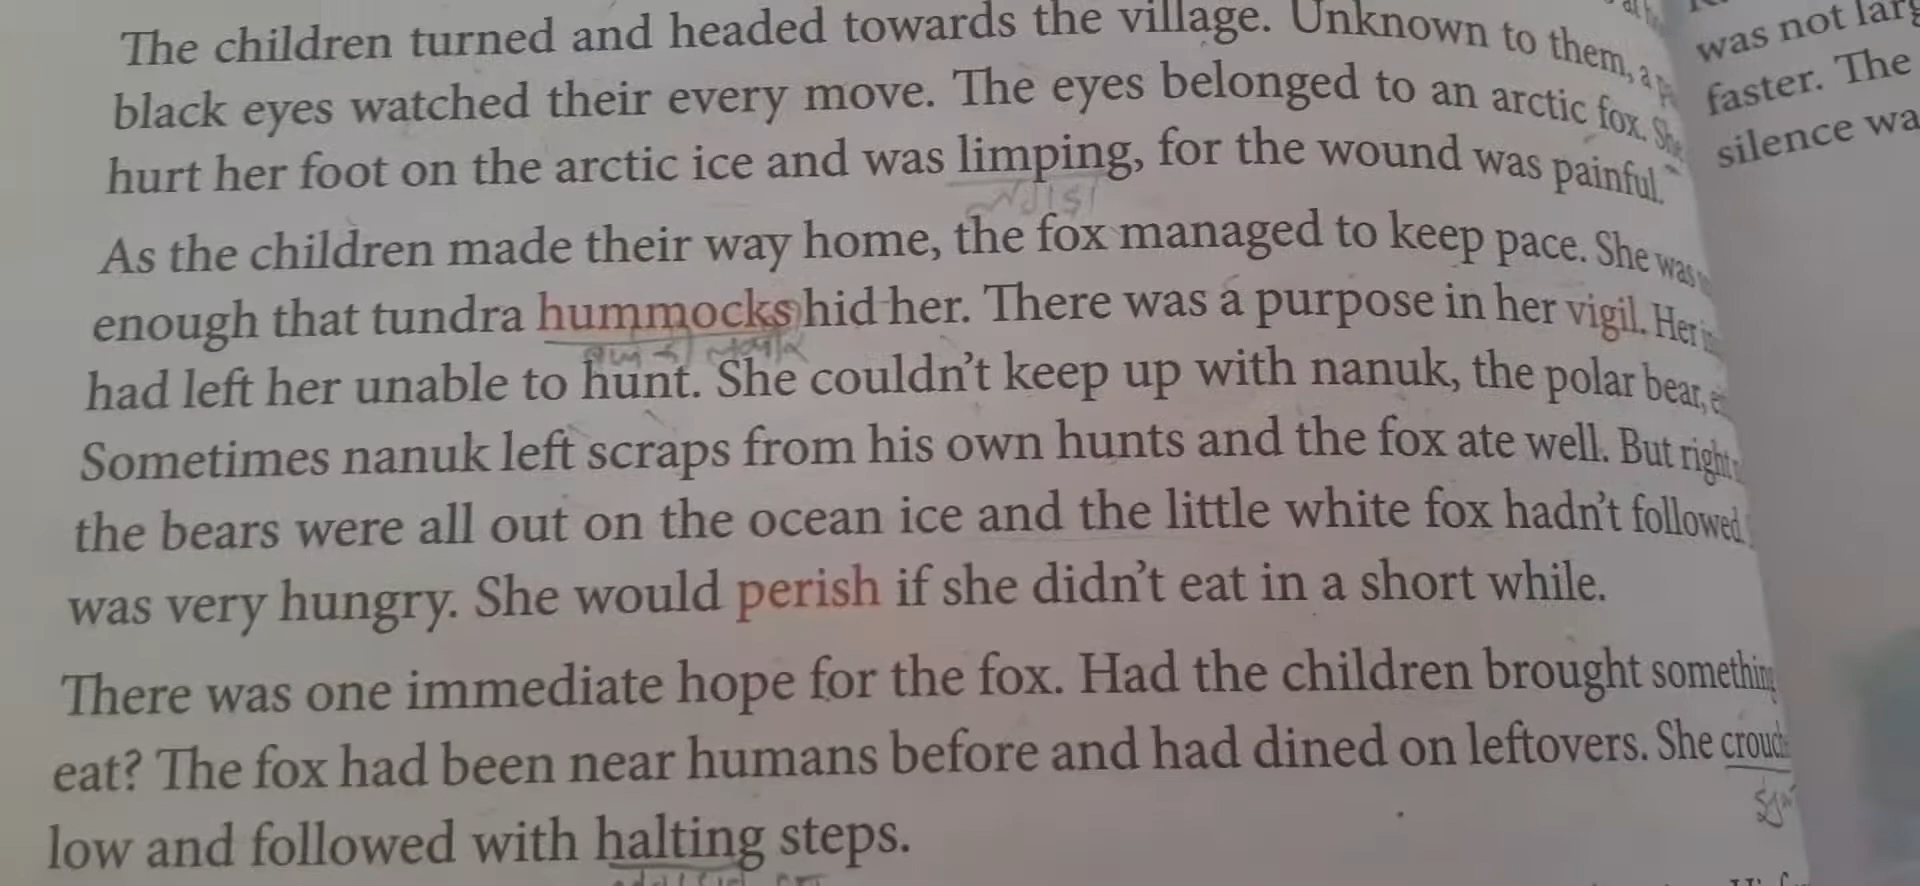 The children turned and headed towards the village. Unknown to them, a
black eyes watched their every move. The eyes belonged to an arctic fox. She
hurt her foot on the arctic ice and was limping, for the wound was painful.
As the children made their way home, the fox managed to keep pace. She was
enough that tundra hummocks hid her. There was a purpose in her vigil. Her
had left her unable to hunt. She couldn't keep up with nanuk, the polar bear,
Sometimes nanuk left scraps from his own hunts and the fox ate well. But right
the bears were all out on the ocean ice and the little white fox hadn't followed.
was very hungry. She would perish if she didn't eat in a short while.
There was one immediate hope for the fox. Had the children brought something
eat? The fox had been near humans before and had dined on leftovers. She
low and followed with halting steps.
was not
faster. The
silence